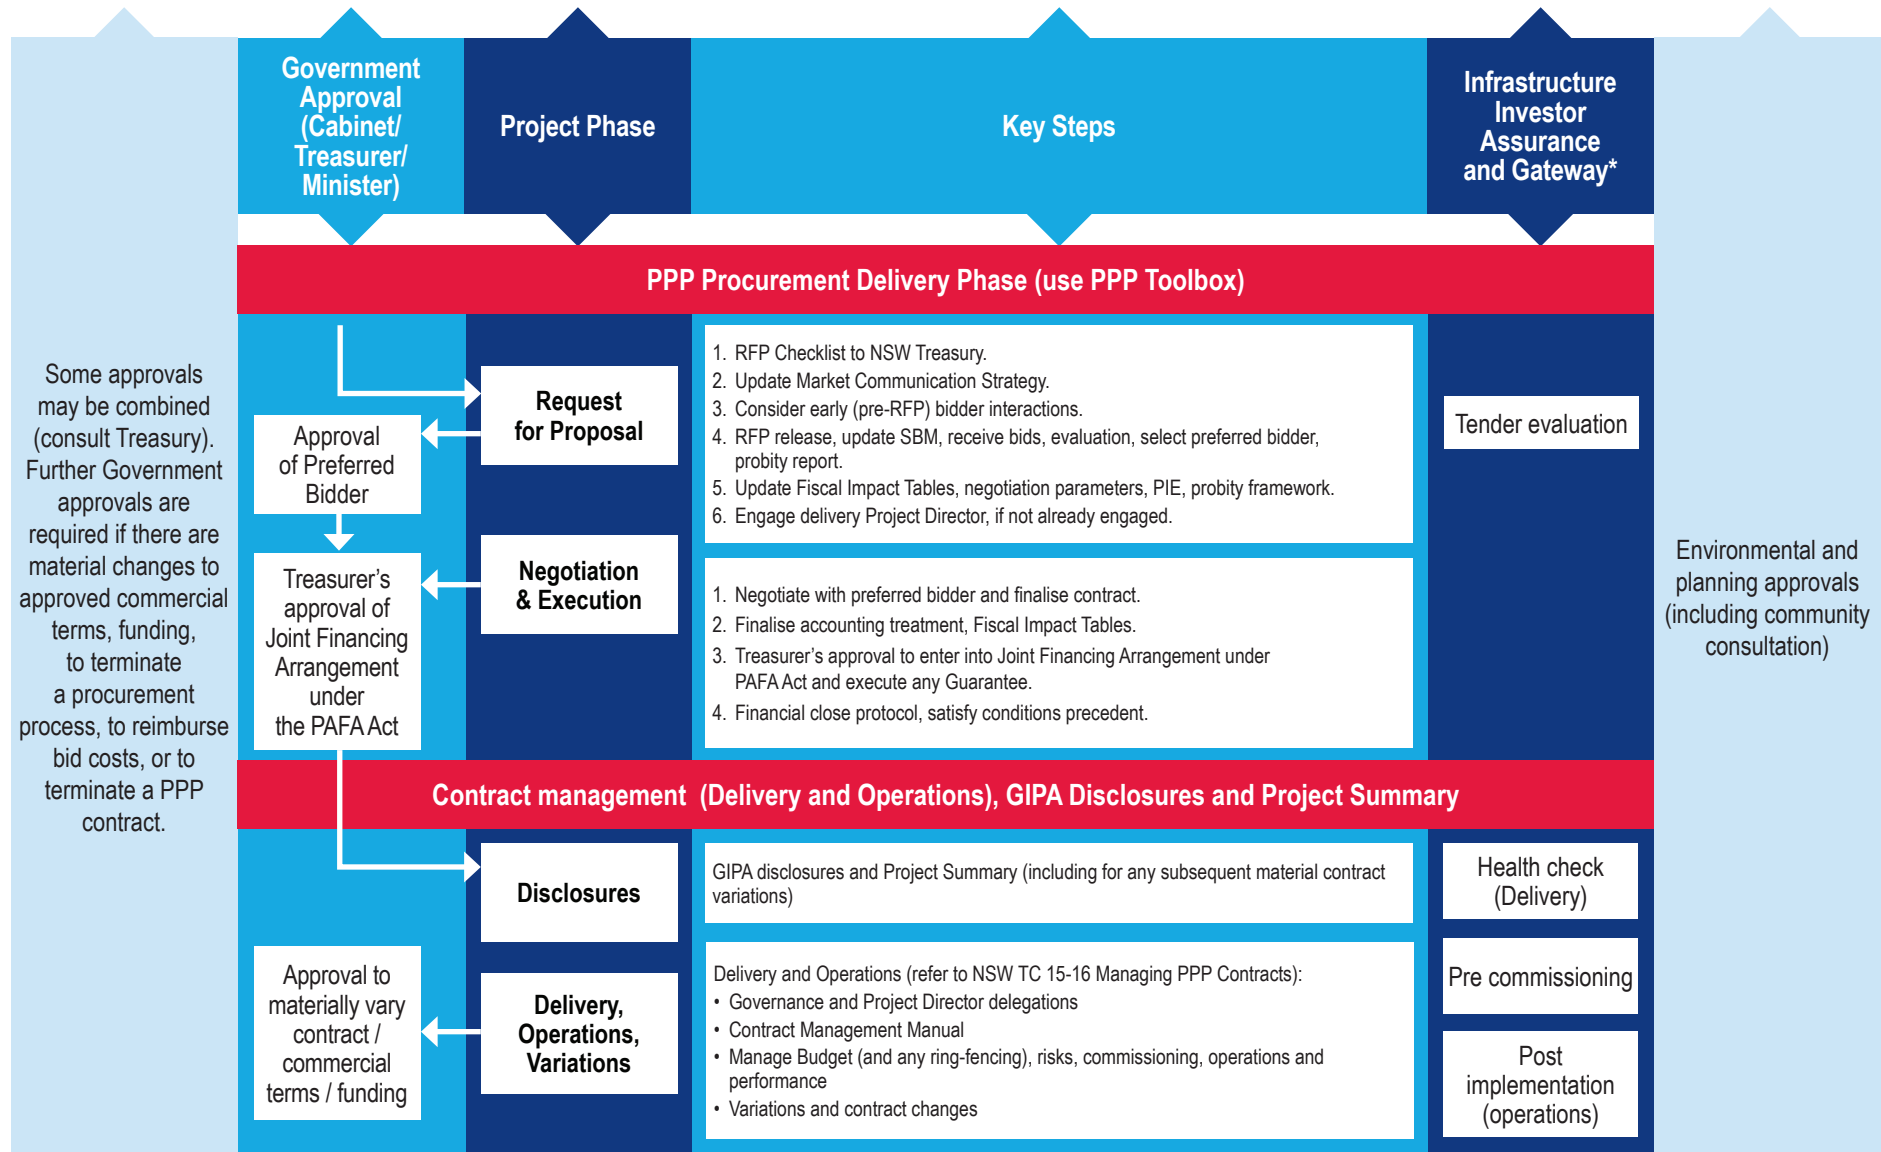 Government
Approval
(Cabinet/
Treasurer/
Minister)
Project Phase
Key Steps
Infrastructure
Investor
Assurance
and Gateway*
PPP Procurement Delivery Phase (use PPP Toolbox)
Some approvals
may be combined
(consult Treasury).
Further Government
approvals are
required if there are
material changes to
approved commercial
terms, funding,
to terminate
a procurement
process, to reimburse
bid costs, or to
terminate a PPP
contract.
Approval
of Preferred
Bidder
Treasurer's
approval of
Joint Financing
Arrangement
under
the PAFA Act
Request
for Proposal
Negotiation
& Execution
1. RFP Checklist to NSW Treasury.
2. Update Market Communication Strategy.
3. Consider early (pre-RFP) bidder interactions.
4. RFP release, update SBM, receive bids, evaluation, select preferred bidder,
probity report.
5. Update Fiscal Impact Tables, negotiation parameters, PIE, probity framework.
6. Engage delivery Project Director, if not already engaged.
1. Negotiate with preferred bidder and finalise contract.
2. Finalise accounting treatment, Fiscal Impact Tables.
3. Treasurer's approval to enter into Joint Financing Arrangement under
PAFA Act and execute any Guarantee.
4. Financial close protocol, satisfy conditions precedent.
Tender evaluation
Environmental and
planning approvals
(including community
consultation)
Contract management (Delivery and Operations), GIPA Disclosures and Project Summary
Approval to
materially vary
contract /
commercial
terms / funding
Disclosures
Delivery,
Operations,
Variations
GIPA disclosures and Project Summary (including for any subsequent material contract
variations)
Delivery and Operations (refer to NSW TC 15-16 Managing PPP Contracts):
• Governance and Project Director delegations
• Contract Management Manual
• Manage Budget (and any ring-fencing), risks, commissioning, operations and
performance
• Variations and contract changes
Health check
(Delivery)
Pre commissioning
Post
implementation
(operations)